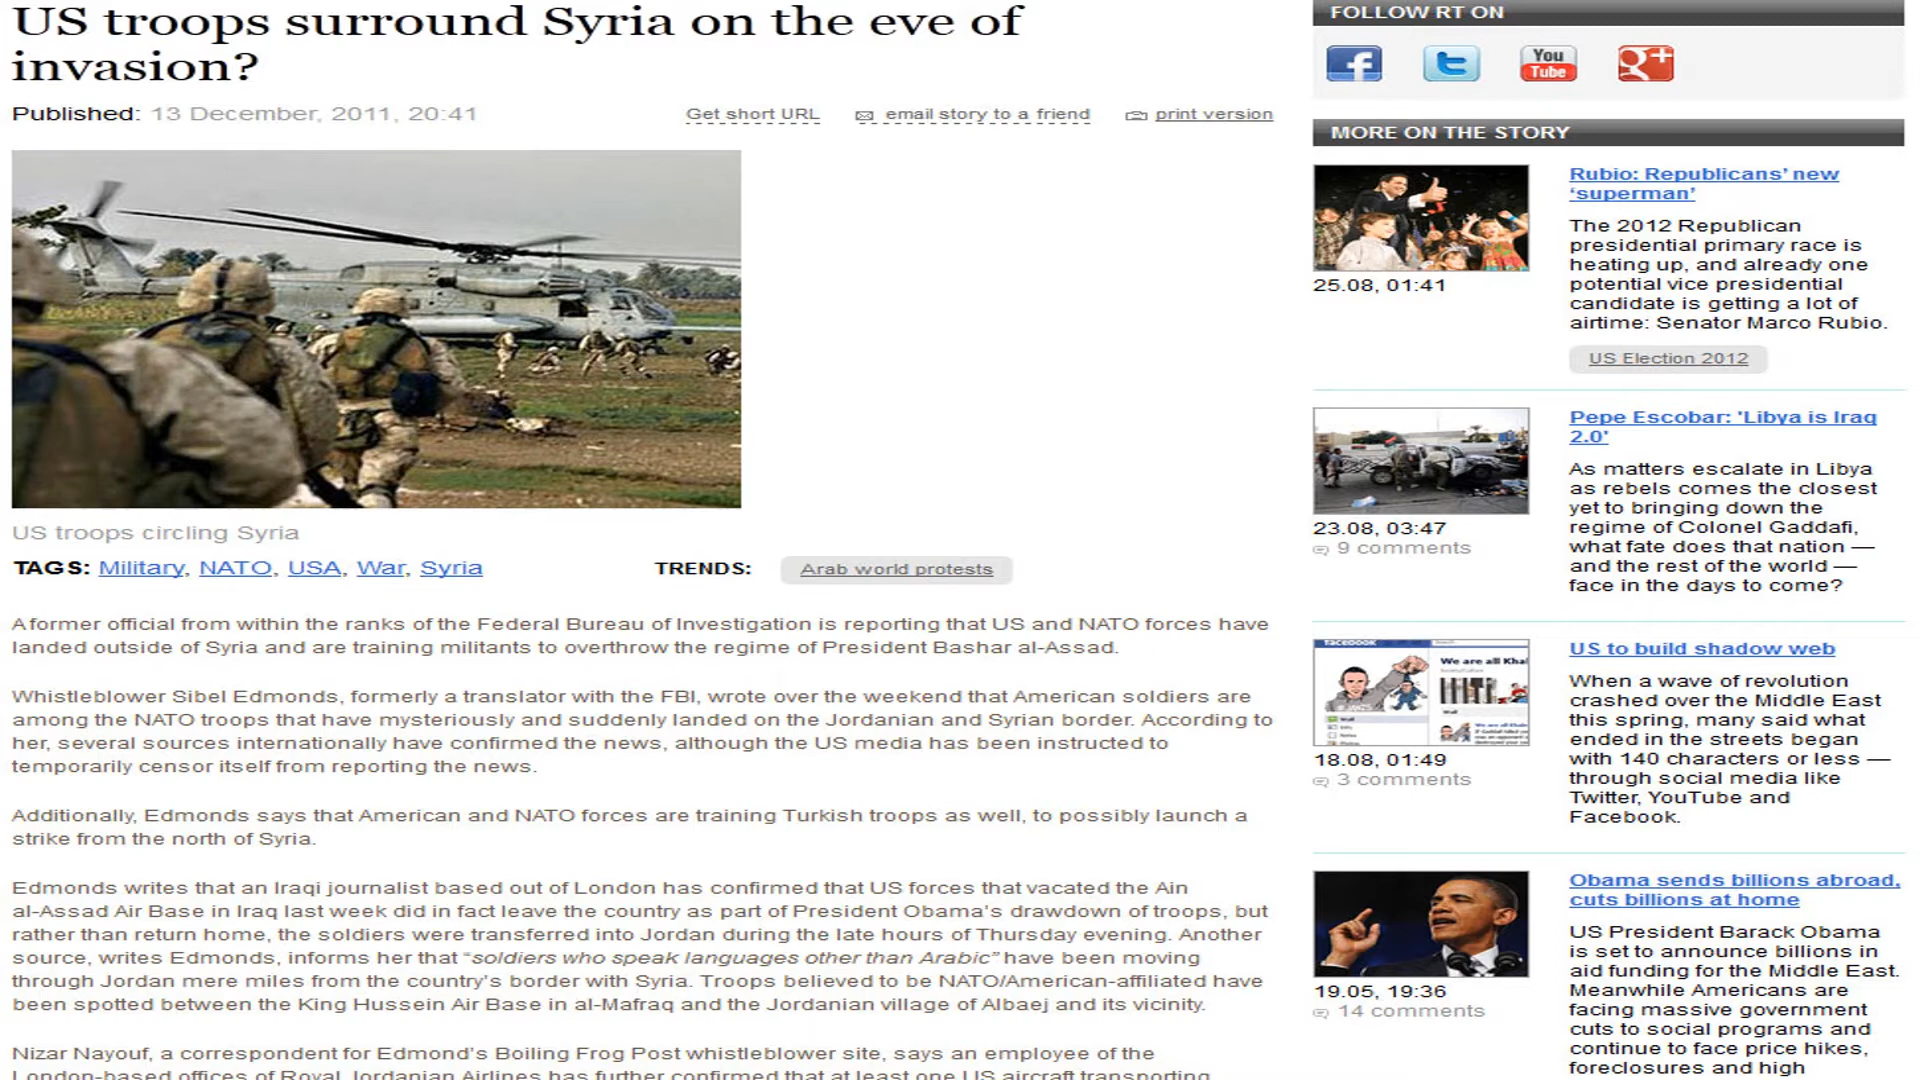 US troops surround Syria on the eve of
invasion?
Published: 13 December, 2011, 20:41
Get short URL
email story to a friend
print version
US troops circling Syria
TAGS: Military, NATO, USA, War, Syria
TRENDS: Arab world protests
A former official from within the ranks of the Federal Bureau of Investigation is reporting that US and NATO forces have
landed outside of Syria and are training militants to overthrow the regime of President Bashar al-Assad.
Whistleblower Sibel Edmonds, formerly a translator with the FBI, wrote over the weekend that American soldiers are
among the NATO troops that have mysteriously and suddenly landed on the Jordanian and Syrian border. According to
her, several sources internationally have confirmed the news, although the US media has been instructed to
temporarily censor itself from reporting the news.
Additionally, Edmonds says that American and NATO forces are training Turkish troops as well, to possibly launch a
strike from the north of Syria.
Edmonds writes that an Iraqi journalist based out of London has confirmed that US forces that vacated the Ain
al-Assad Air Base in Iraq last week did in fact leave the country as part of President Obama's drawdown of troops, but
rather than return home, the soldiers were transferred into Jordan during the late hours of Thursday evening. Another
source, writes Edmonds, informs her that “soldiers who speak languages other than Arabic” have been moving
through Jordan mere miles from the country’s border with Syria. Troops believed to be NATO/American-affiliated have
been spotted between the King Hussein Air Base in al-Mafraq and the Jordanian village of Albaej and its vicinity.
Nizar Nayouf, a correspondent for Edmond’s Boiling Frog Post whistleblower site, says an employee of the
London-based offices of Royal Jordanian Airlines has further confirmed that at least one US aircraft transporting
FOLLOW RT ON
You
Tube
MORE ON THE STORY
Rubio: Republicans’ new
‘superman’
The 2012 Republican
presidential primary race is
heating up, and already one
potential vice presidential
candidate is getting a lot of
airtime: Senator Marco Rubio.
25.08, 01:41
US Election 2012
Pepe Escobar: 'Libya is Iraq
2.0'
As matters escalate in Libya
as rebels comes the closest
yet to bringing down the
regime of Colonel Gaddafi,
what fate does that nation —
and the rest of the world —
face in the days to come?
23.08, 03:47
9 comments
US to build shadow web
When a wave of revolution
crashed over the Middle East
this spring, many said what
ended in the streets began
with 140 characters or less —
through social media like
Twitter, YouTube and
Facebook.
We are all Khal
18.08, 01:49
3 comments
Obama sends billions abroad,
cuts billions at home
US President Barack Obama
is set to announce billions in
aid funding for the Middle East.
Meanwhile Americans are
facing massive government
cuts to social programs and
continue to face price hikes,
foreclosures and high
19.05, 19:36
14 comments